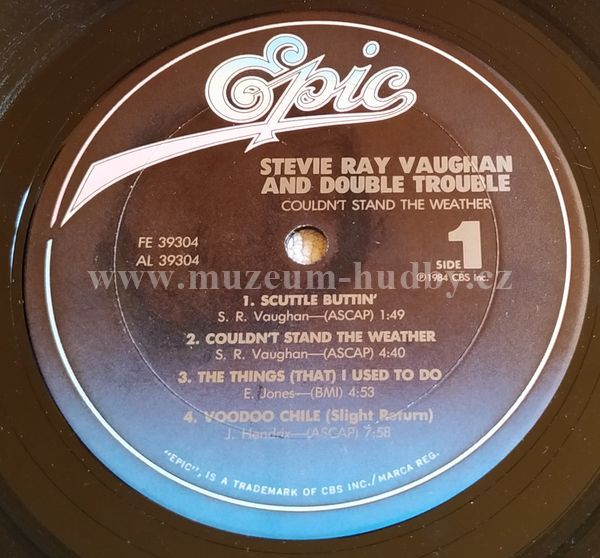 Epic
STEVIE RAY VAUGHAN
AND DOUBLE TROUBLE
COULDN'T STAND THE WEATHER
FE 39304
AL 39304
SIDE 1
℗1984 CBS Inc.
www.muzeum-hudby.cz
1. SCUTTLE BUTTIN'
S. R. Vaughan—(ASCAP) 1:49
2. COULDN'T STAND THE WEATHER
S. R. Vaughan—(ASCAP) 4:40
3. THE THINGS (THAT) I USED TO DO
E. Jones—(BMI) 4:53
4. VOODOO CHILE (Slight Return)
J. Hendrix—(ASCAP) 7:58
"EPIC", IS A TRADEMARK OF CBS INC./MARCA REG.